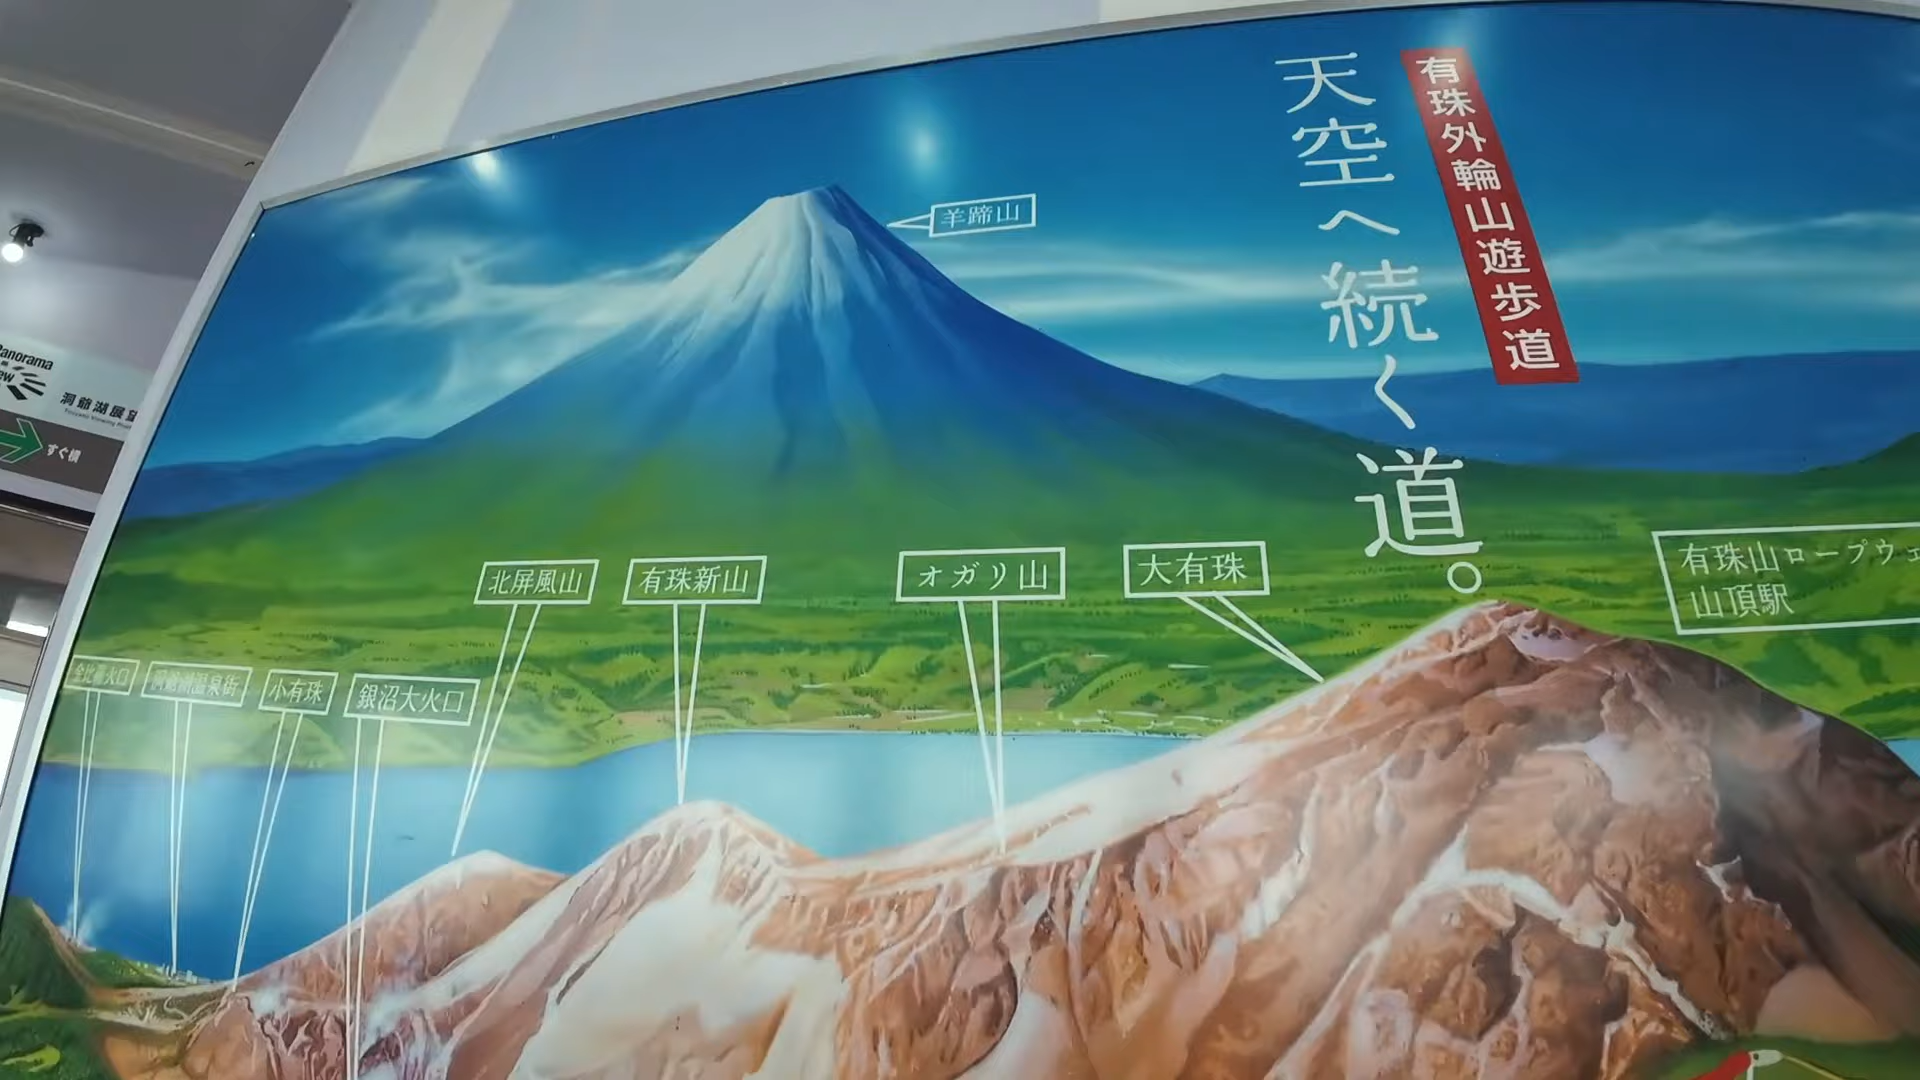 有珠外輪山遊歩道
天空へ続く道。
羊蹄山
北屏風山
有珠新山
オガリ山
大有珠
有珠山ロープウェ
山頂駅
小有珠
銀沼大火口
Panorama
洞爺湖展望
すぐ横